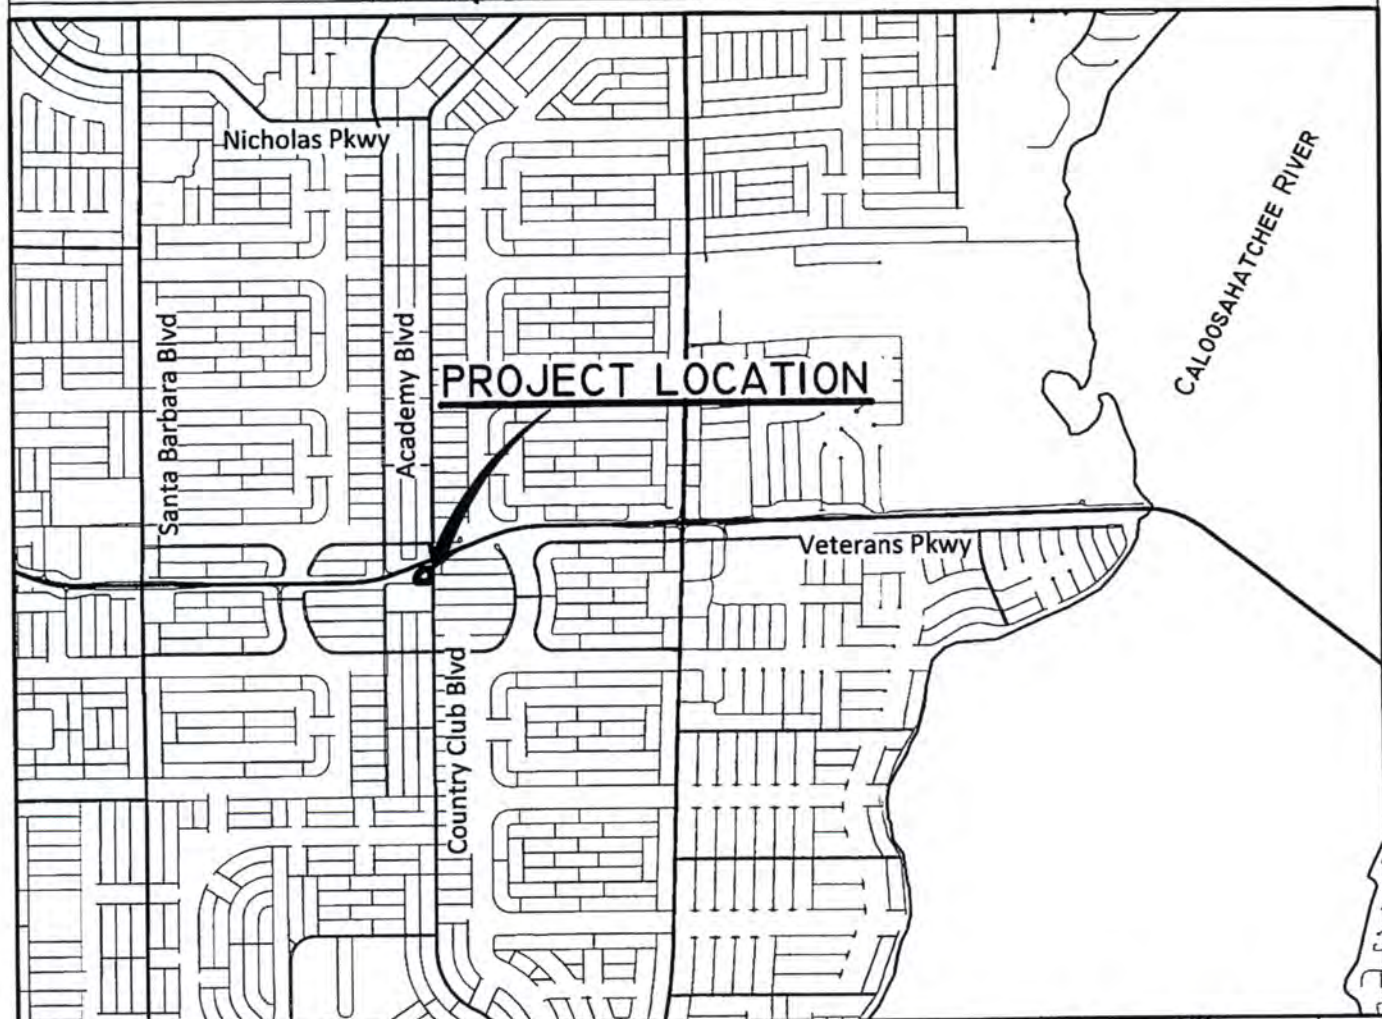 Nicholas Pkwy
CALOOSAHATCHEE RIVER
Santa Barbara Blvd
Academy Blvd
PROJECT LOCATION
Veterans Pkwy
Country Club Blvd